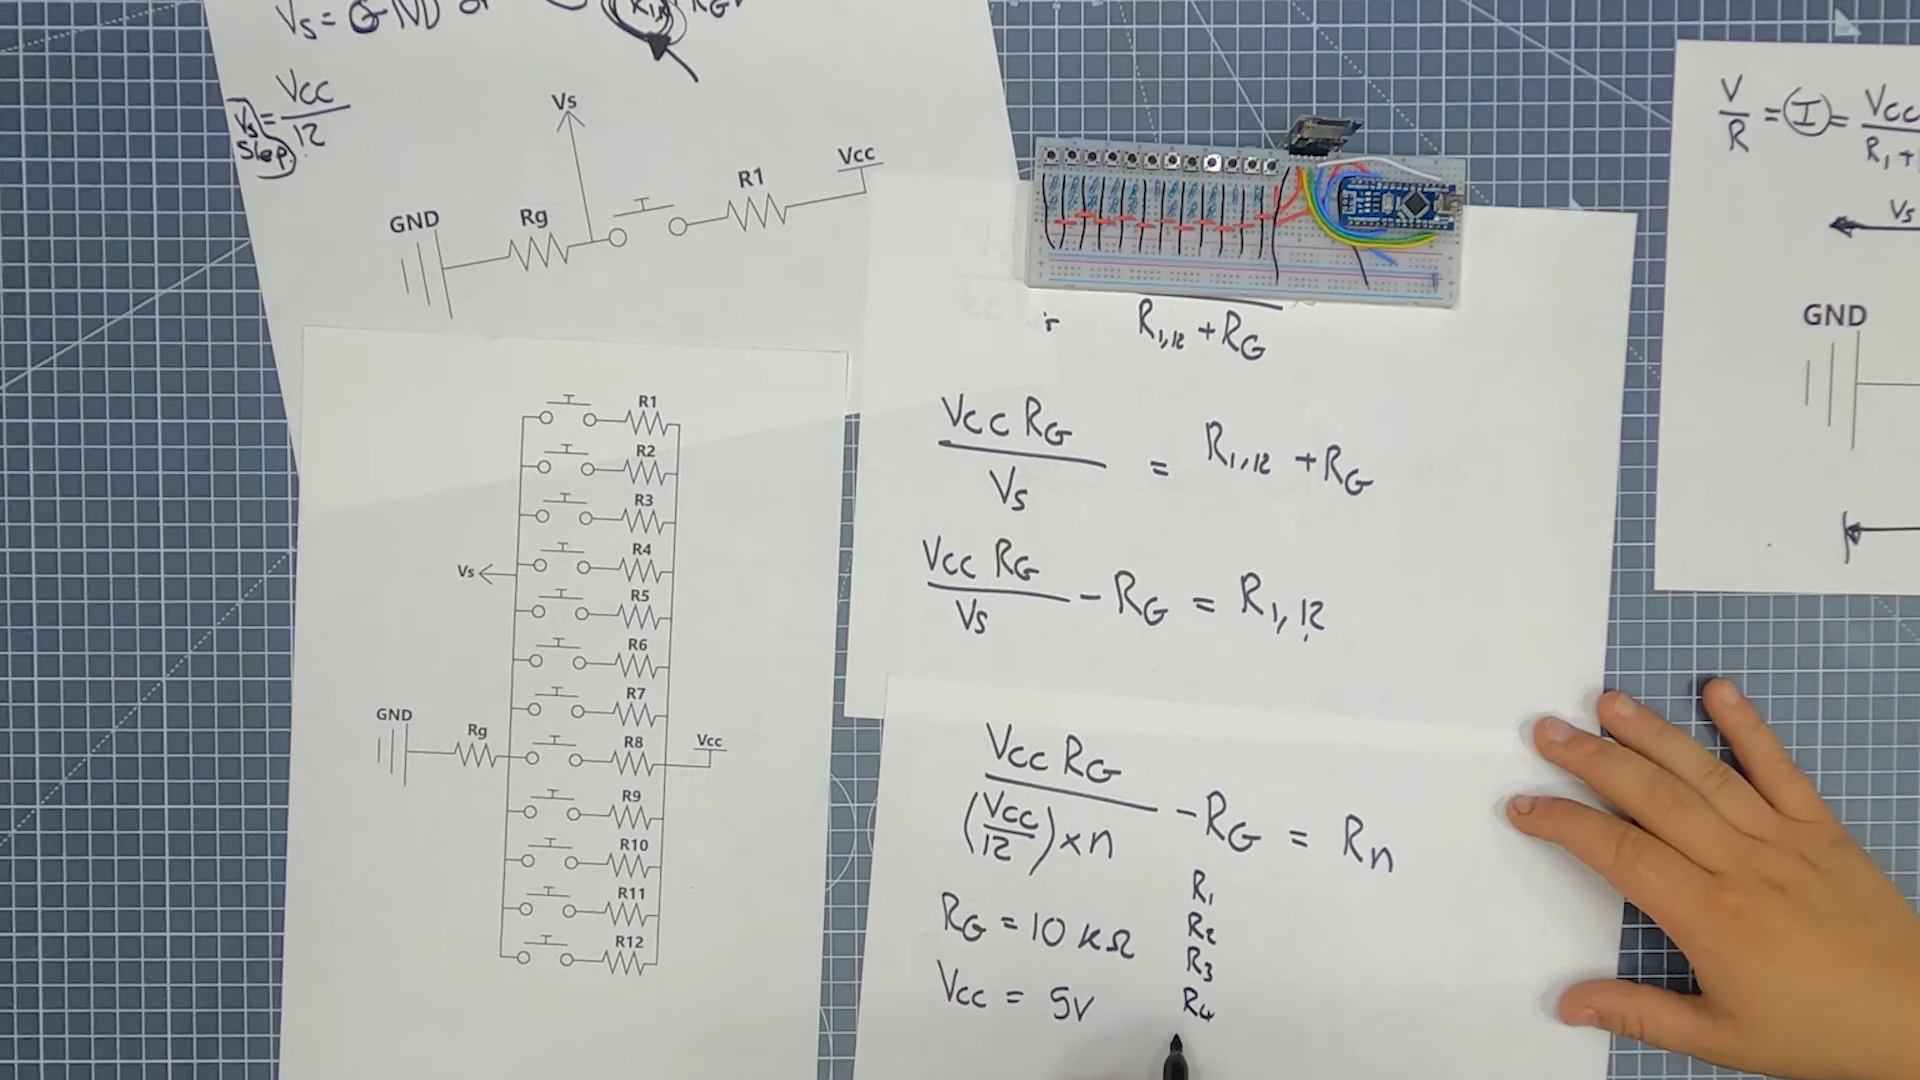 Vs = GND or
R1,12 RG
Vs Step = VCC / 12
Vs
GND
Rg
R1
Vcc
R1
R2
R3
R4
Vs
R5
R6
R7
GND
Rg
R8
Vcc
R9
R10
R11
R12
R1,12 + RG
VCC RG / Vs = R1,12 + RG
VCC RG / Vs - RG = R1,12
VCC RG / (VCC/12) x n - RG = Rn
RG = 10 KΩ
VCC = 5V
R1
R2
R3
R4
V / R = I = VCC / R1 +
Vs
GND